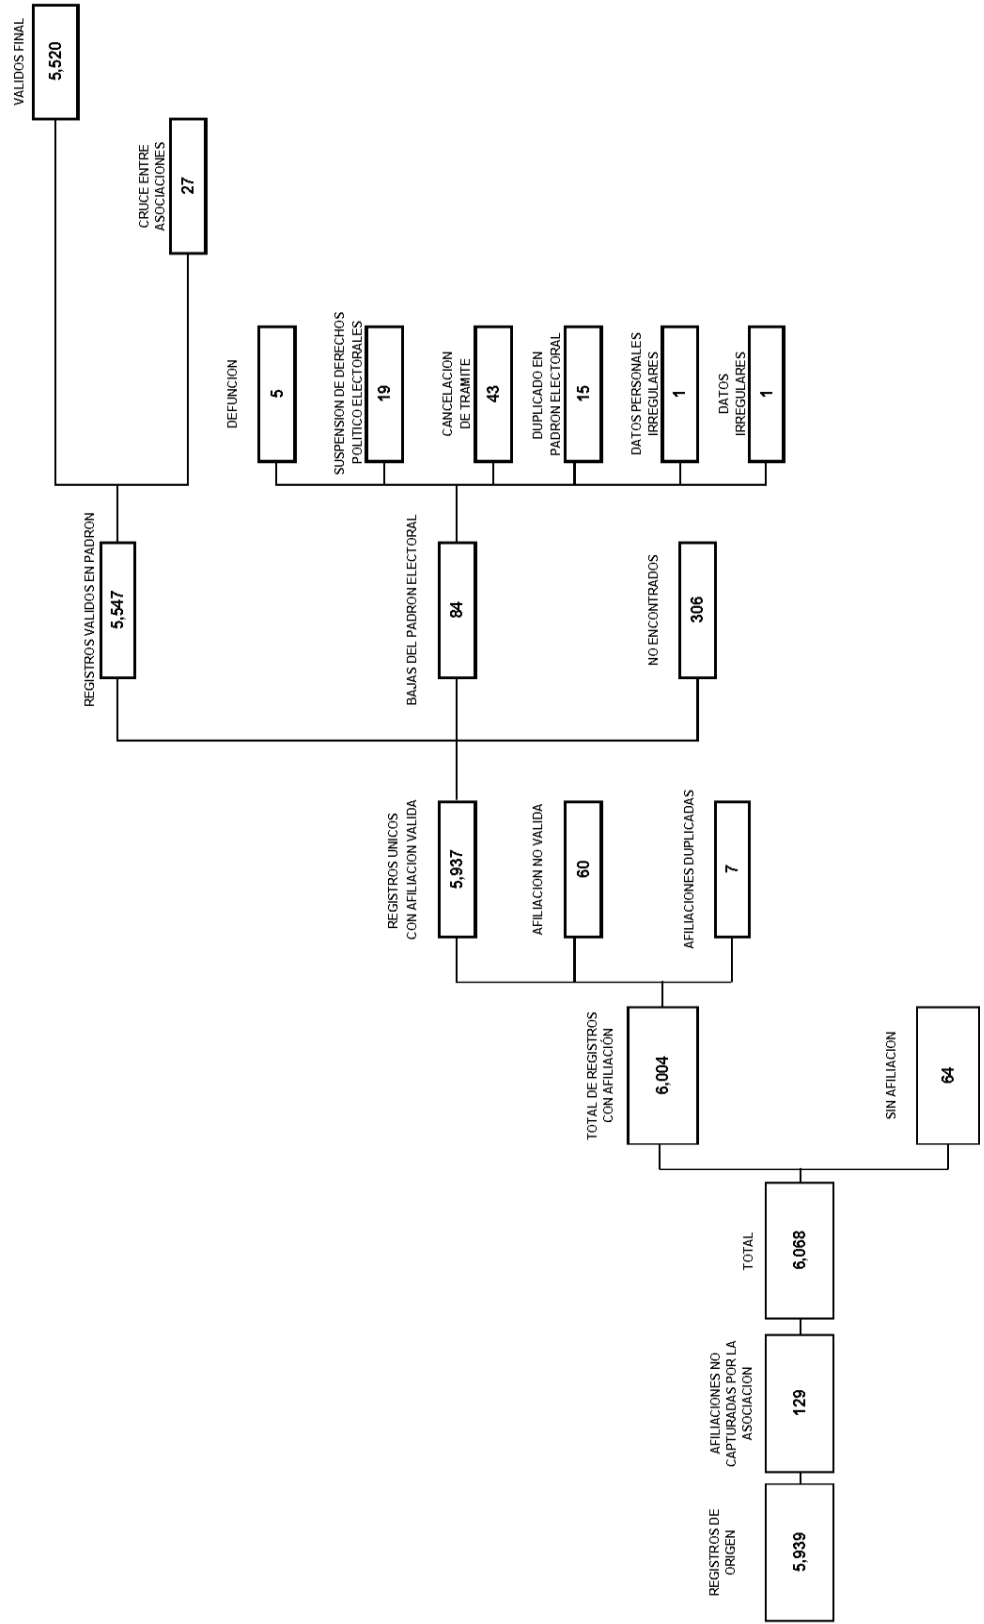 REGISTROS DE
ORIGEN
5,939
AFILIACIONES NO
CAPTURADAS POR LA
ASOCIACION
129
TOTAL
6,068
TOTAL DE REGISTROS
CON AFILIACIÓN
6,004
SIN AFILIACION
64
REGISTROS UNICOS
CON AFILIACION VALIDA
5,937
AFILIACION NO VALIDA
60
AFILIACIONES DUPLICADAS
7
REGISTROS VALIDOS EN PADRON
5,547
BAJAS DEL PADRON ELECTORAL
84
NO ENCONTRADOS
306
DEFUNCION
5
SUSPENSION DE DERECHOS
POLITICO ELECTORALES
19
CANCELACION
DE TRAMITE
43
DUPLICADO EN
PADRON ELECTORAL
15
DATOS PERSONALES
IRREGULARES
1
DATOS
IRREGULARES
1
CRUCE ENTRE
ASOCIACIONES
27
VALIDOS FINAL
5,520